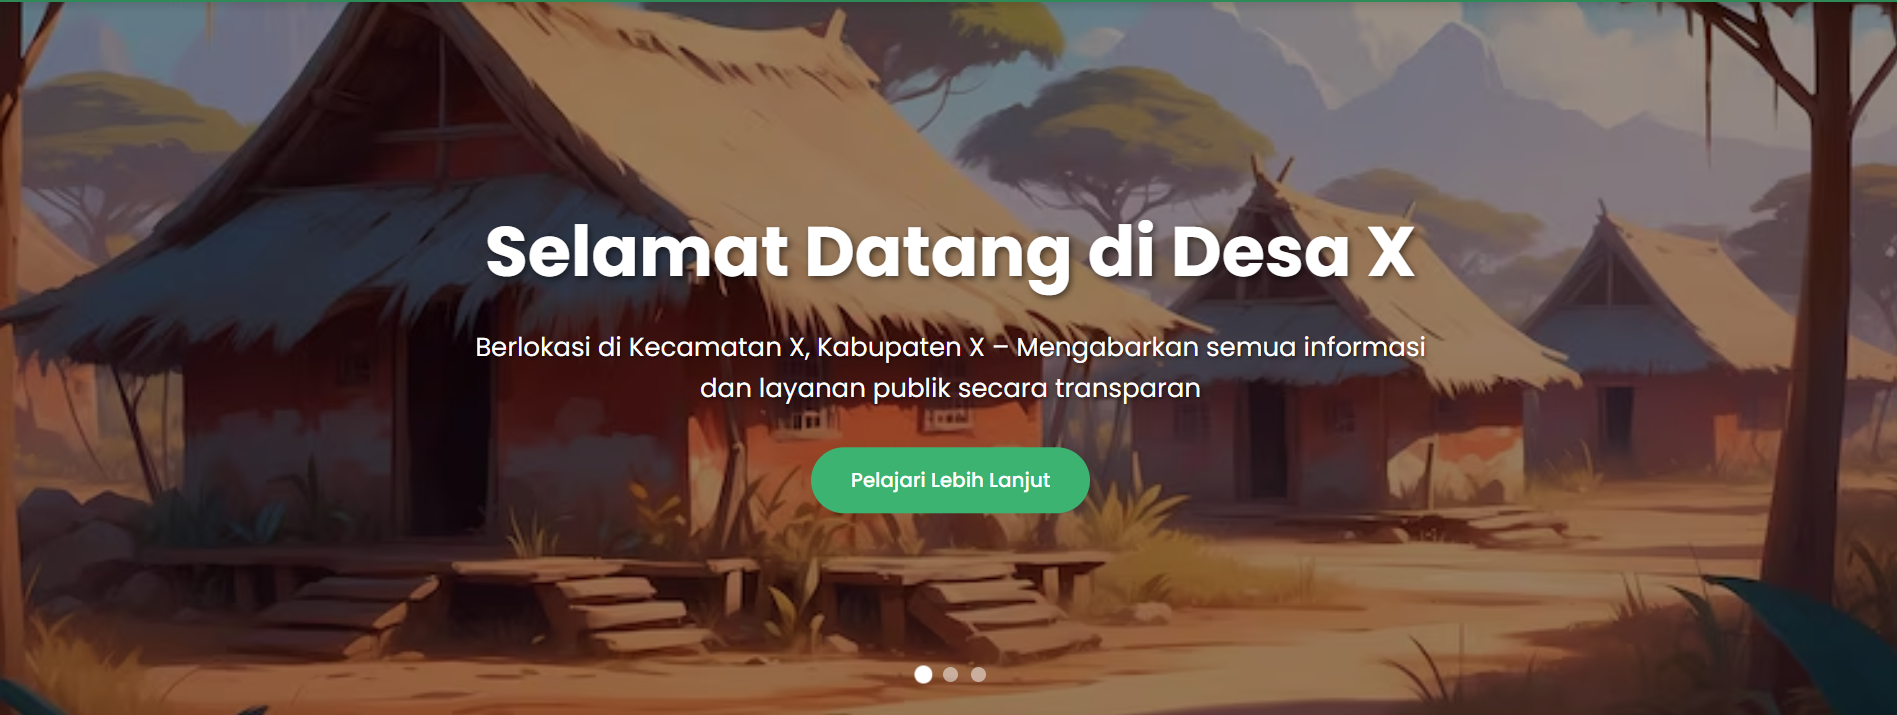 Selamat Datang di Desa X
Berlokasi di Kecamatan X, Kabupaten X – Mengabarkan semua informasi
dan layanan publik secara transparan
Pelajari Lebih Lanjut